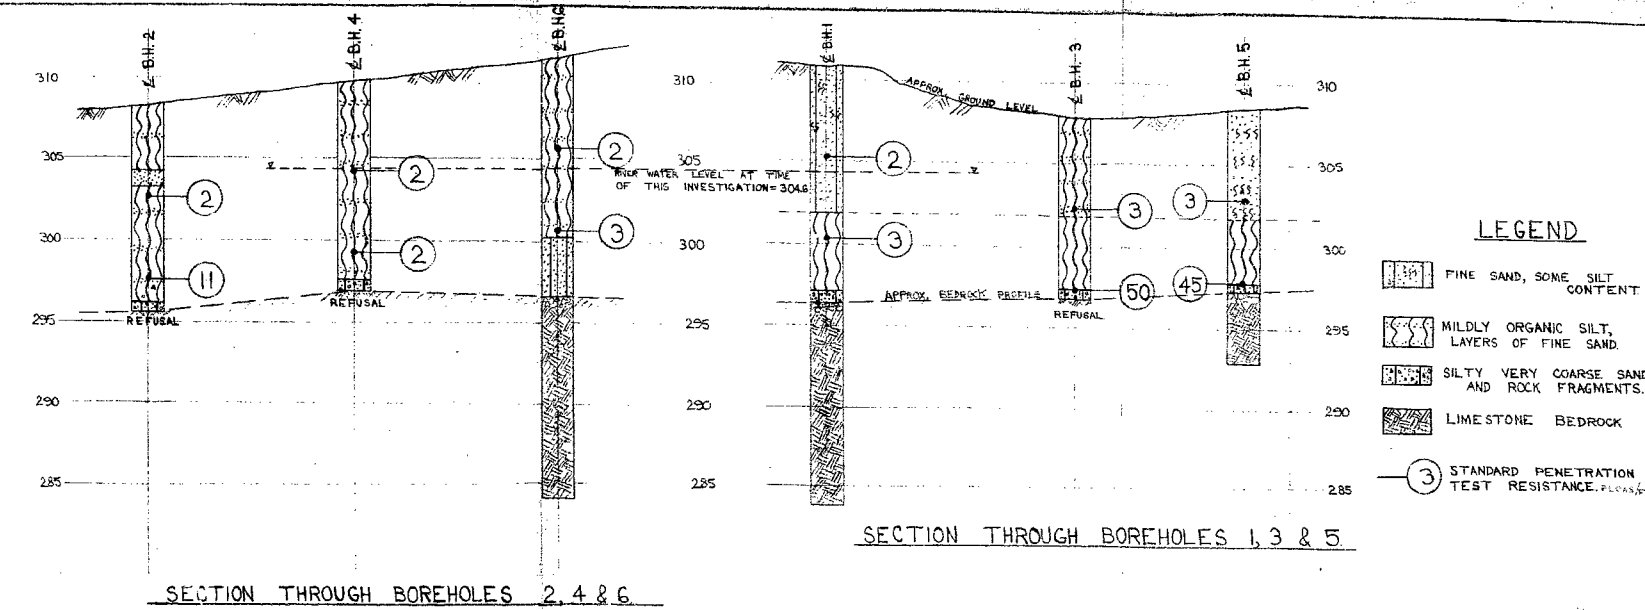 ℄ B.H. 2
℄ B.H. 4
℄ B.H.6
310
305
300
295
290
285
2
11
2
2
2
3
REFUSAL
REFUSAL
RIVER WATER LEVEL AT TIME
OF THIS INVESTIGATION=304.6
SECTION THROUGH BOREHOLES 2, 4 & 6
℄ B.H.1
℄ B.H. 3
℄ B.H. 5
310
305
300
295
290
285
APPROX. GROUND LEVEL
2
3
3
50
3
45
APPROX. BEDROCK PROFILE
REFUSAL
310
305
300
295
290
285
SECTION THROUGH BOREHOLES 1, 3 & 5.
LEGEND
FINE SAND, SOME SILT
CONTENT
MILDLY ORGANIC SILT,
LAYERS OF FINE SAND.
SILTY VERY COARSE SAND
AND ROCK FRAGMENTS.
LIMESTONE BEDROCK
3
STANDARD PENETRATION
TEST RESISTANCE.